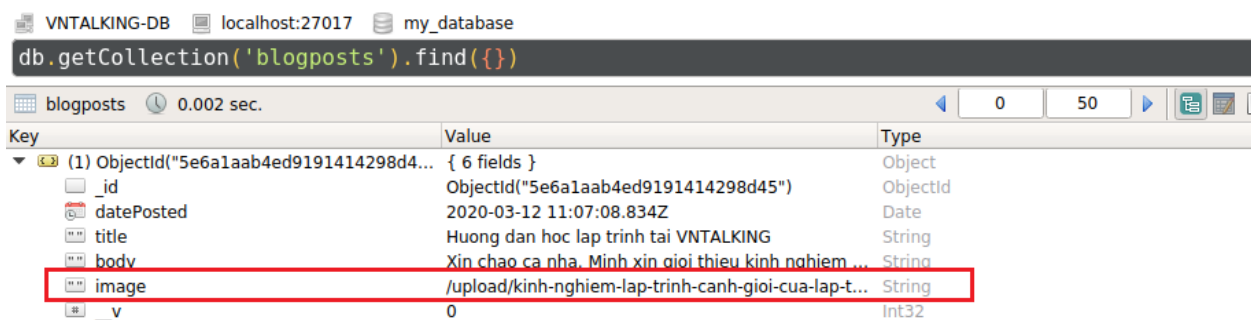 VNTALKING-DB localhost:27017 my_database
db.getCollection('blogposts').find({})
blogposts 0.002 sec. 0 50
Key Value Type
(1) ObjectId("5e6a1aab4ed9191414298d4... { 6 fields } Object
_id ObjectId("5e6a1aab4ed9191414298d45") ObjectId
datePosted 2020-03-12 11:07:08.834Z Date
title Huong dan hoc lap trinh tai VNTALKING String
body Xin chao ca nha. Minh xin gioi thieu kinh nghiem ... String
image /upload/kinh-nghiem-lap-trinh-canh-gioi-cua-lap-t... String
__v 0 Int32